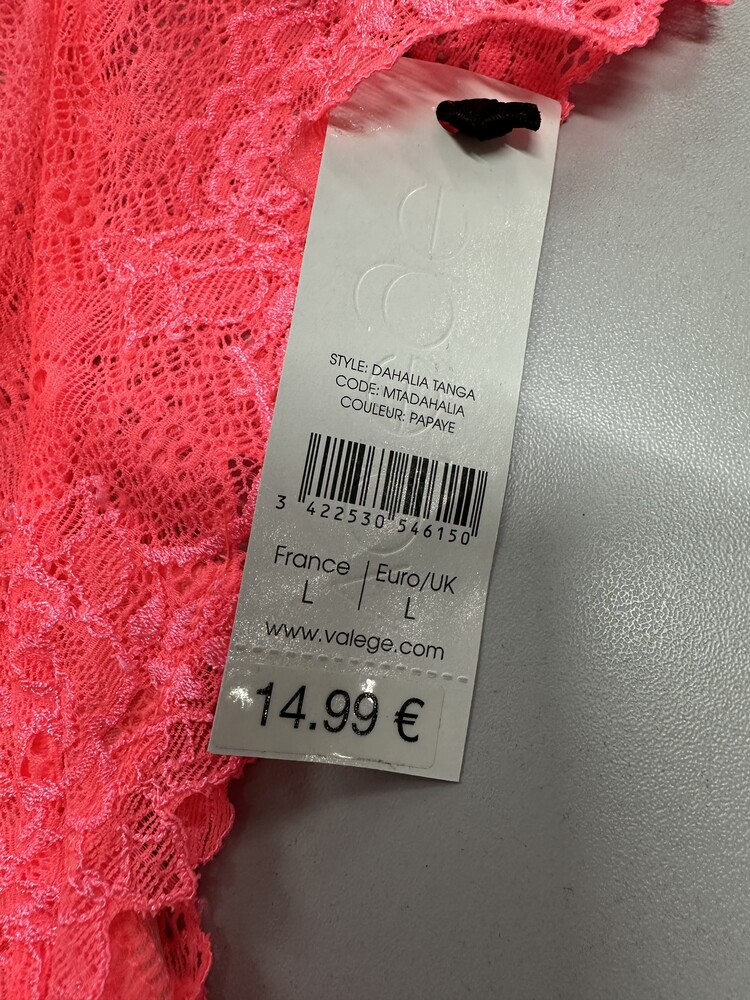 STYLE: DAHALIA TANGA
CODE: MTADAHALIA
COULEUR: PAPAYE
3 422530 546150
France | Euro/UK
L | L
www.valege.com
14.99 €